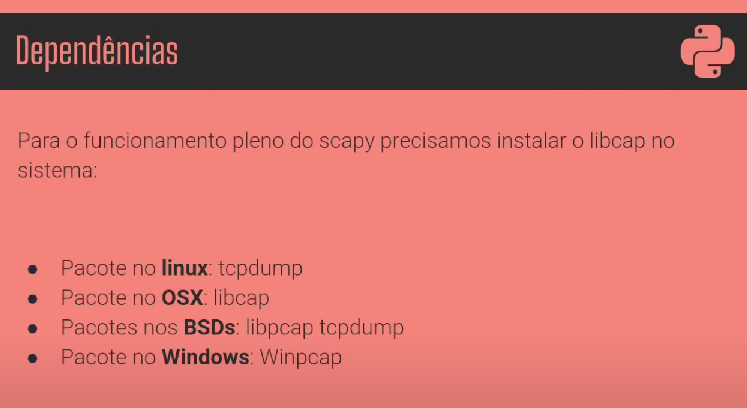 Dependências
Para o funcionamento pleno do scapy precisamos instalar o libcap no
sistema:
● Pacote no linux: tcpdump
● Pacote no OSX: libcap
● Pacotes nos BSDs: libpcap tcpdump
● Pacote no Windows: Winpcap